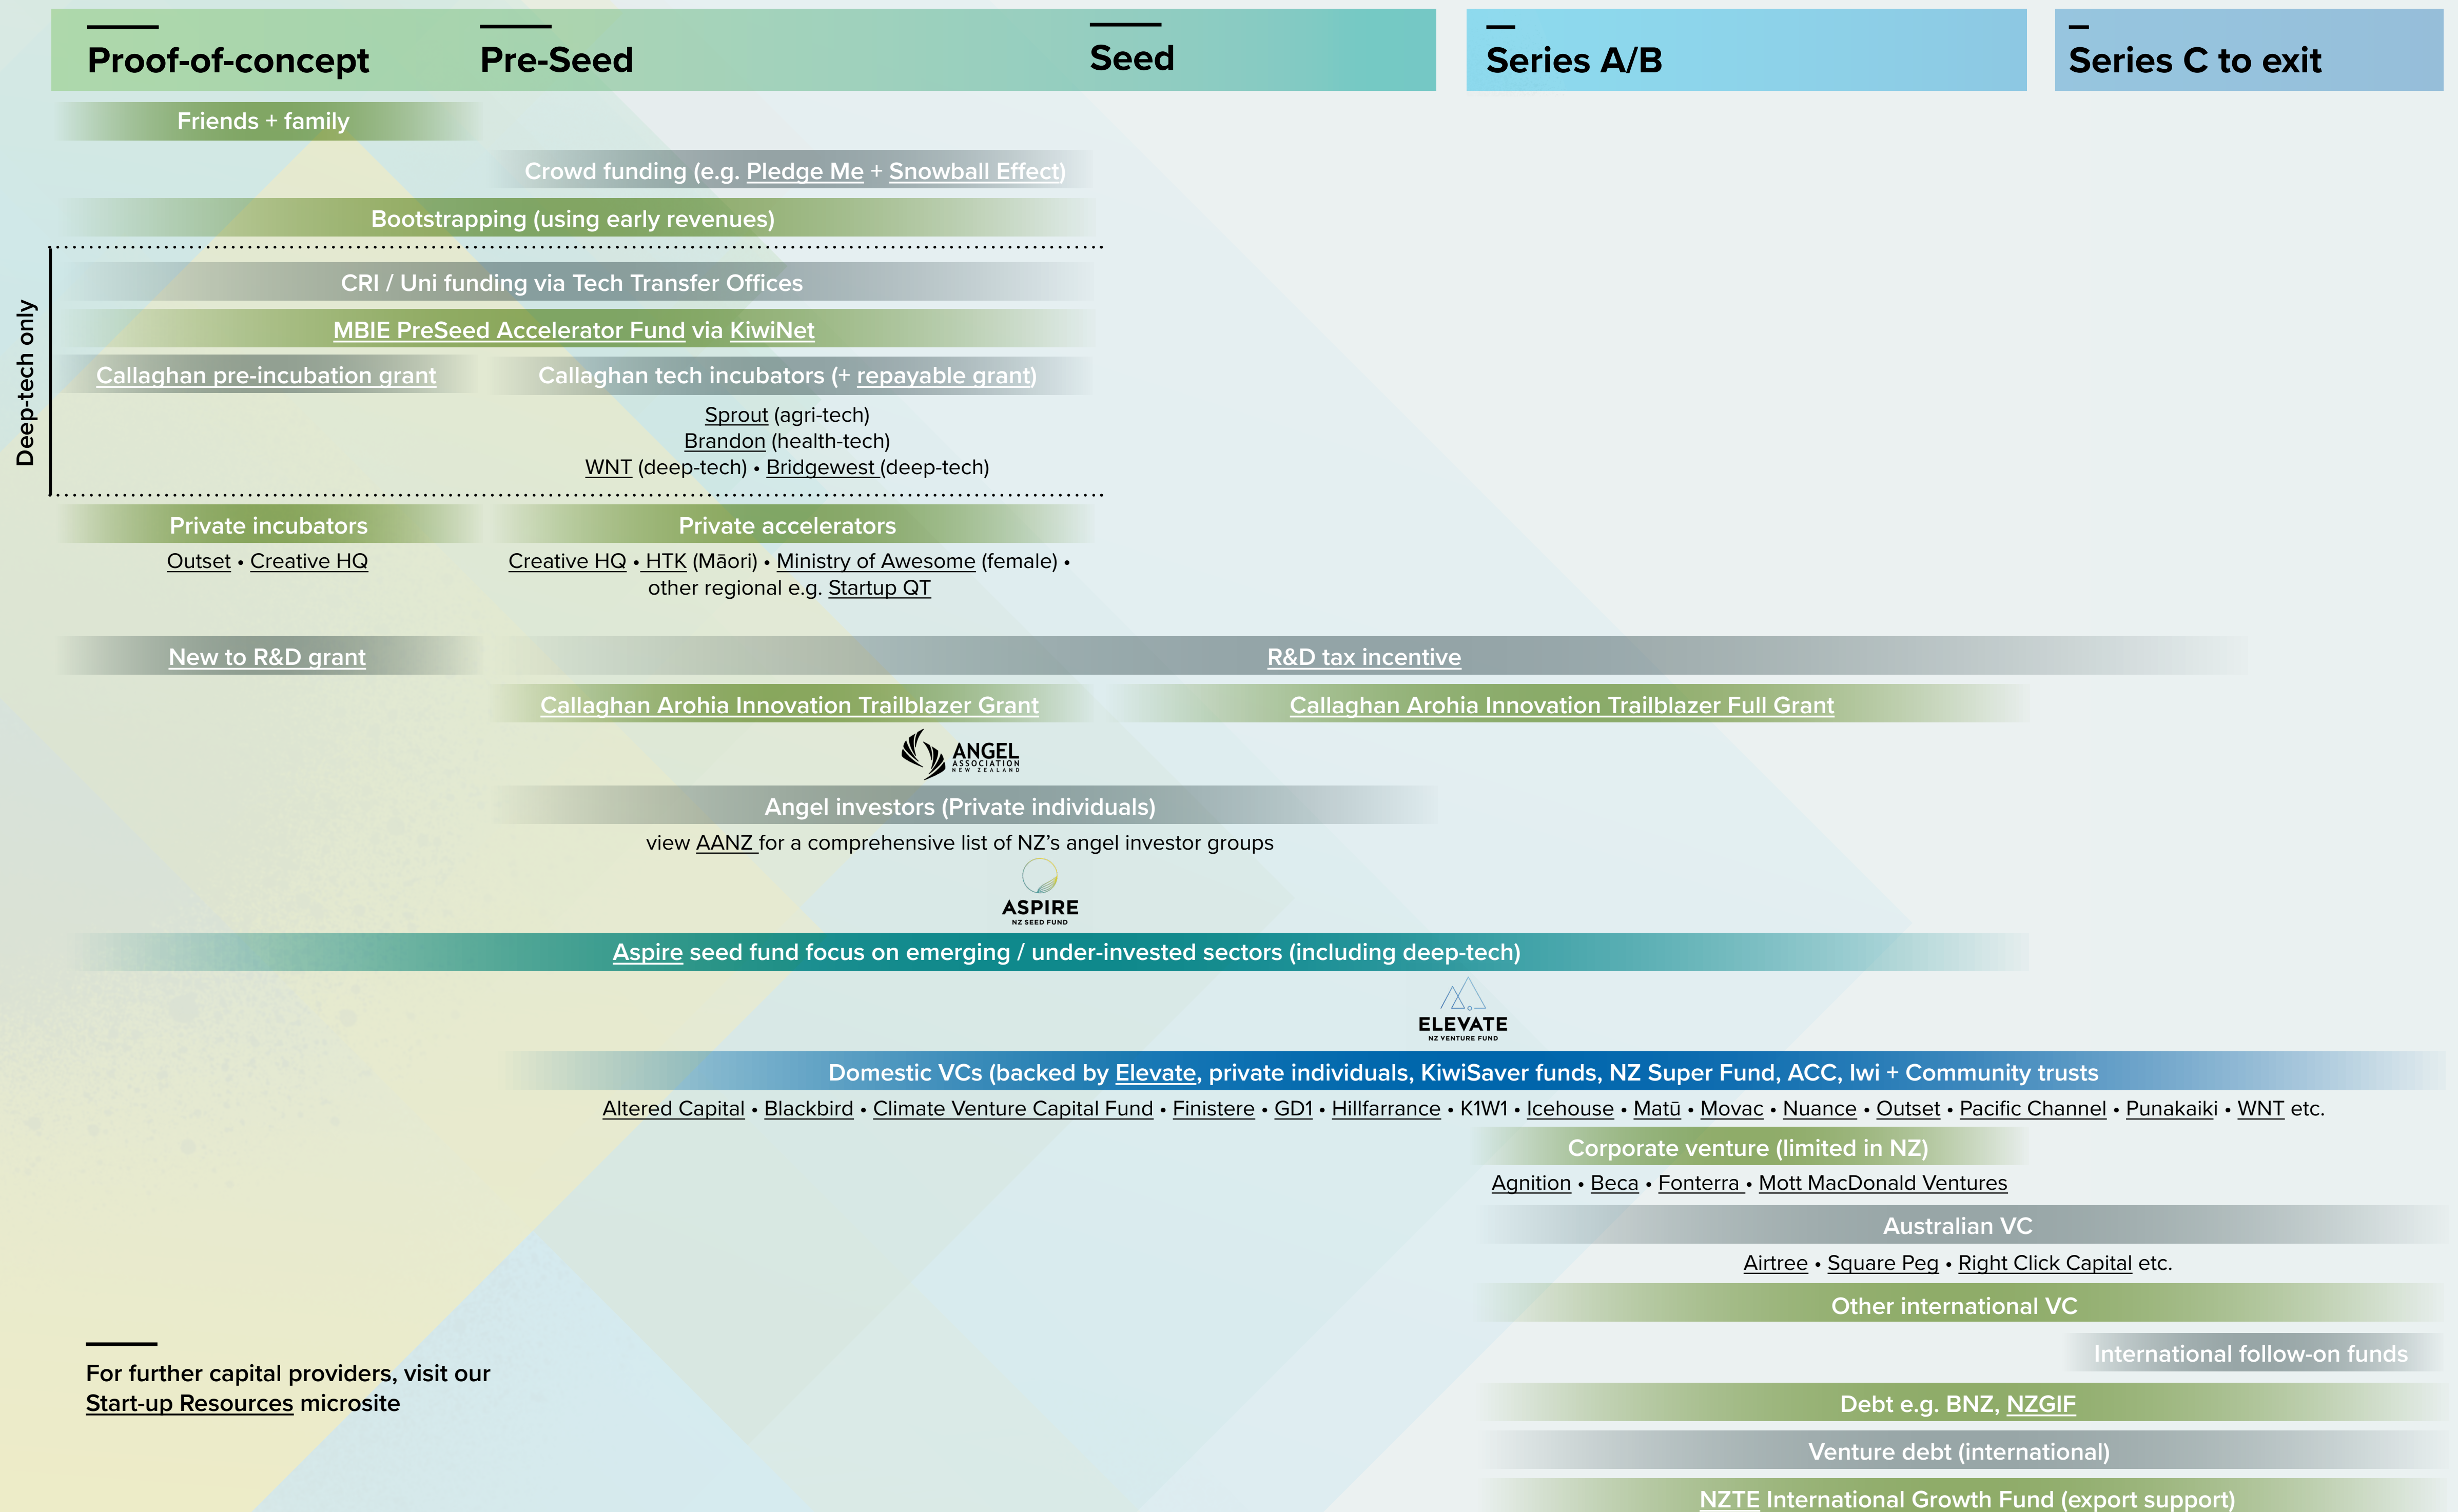 Proof-of-concept
Pre-Seed
Seed
Series A/B
Series C to exit
Friends + family
Crowd funding (e.g. Pledge Me + Snowball Effect)
Bootstrapping (using early revenues)
Deep-tech only
CRI / Uni funding via Tech Transfer Offices
MBIE PreSeed Accelerator Fund via KiwiNet
Callaghan pre-incubation grant
Callaghan tech incubators (+ repayable grant)
Sprout (agri-tech)
Brandon (health-tech)
WNT (deep-tech) • Bridgewest (deep-tech)
Private incubators
Outset • Creative HQ
Private accelerators
Creative HQ • HTK (Māori) • Ministry of Awesome (female) •
other regional e.g. Startup QT
New to R&D grant
R&D tax incentive
Callaghan Arohia Innovation Trailblazer Grant
Callaghan Arohia Innovation Trailblazer Full Grant
ANGEL
ASSOCIATION
NEW ZEALAND
Angel investors (Private individuals)
view AANZ for a comprehensive list of NZ’s angel investor groups
ASPIRE
NZ SEED FUND
Aspire seed fund focus on emerging / under-invested sectors (including deep-tech)
ELEVATE
NZ VENTURE FUND
Domestic VCs (backed by Elevate, private individuals, KiwiSaver funds, NZ Super Fund, ACC, Iwi + Community trusts
Altered Capital • Blackbird • Climate Venture Capital Fund • Finistere • GD1 • Hillfarrance • K1W1 • Icehouse • Matū • Movac • Nuance • Outset • Pacific Channel • Punakaiki • WNT etc.
Corporate venture (limited in NZ)
Agnition • Beca • Fonterra • Mott MacDonald Ventures
Australian VC
Airtree • Square Peg • Right Click Capital etc.
Other international VC
International follow-on funds
Debt e.g. BNZ, NZGIF
Venture debt (international)
NZTE International Growth Fund (export support)
For further capital providers, visit our
Start-up Resources microsite